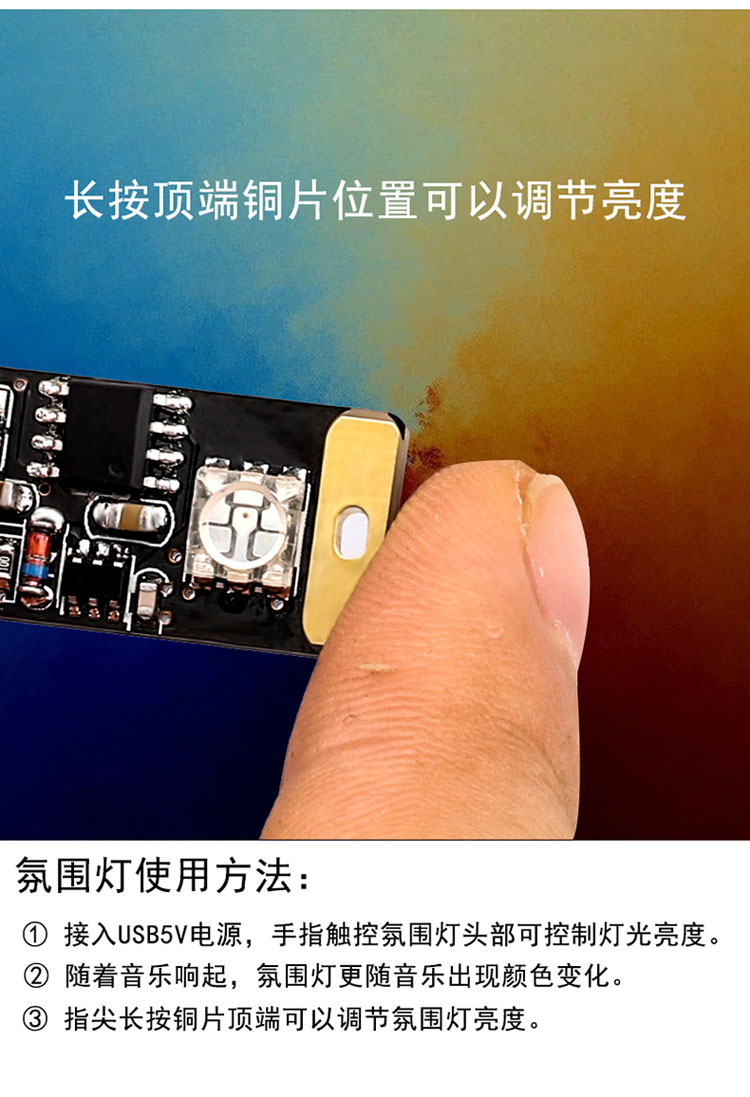 长按顶端铜片位置可以调节亮度
氛围灯使用方法：
① 接入USB5V电源，手指触控氛围灯头部可控制灯光亮度。
② 随着音乐响起，氛围灯更随音乐出现颜色变化。
③ 指尖长按铜片顶端可以调节氛围灯亮度。